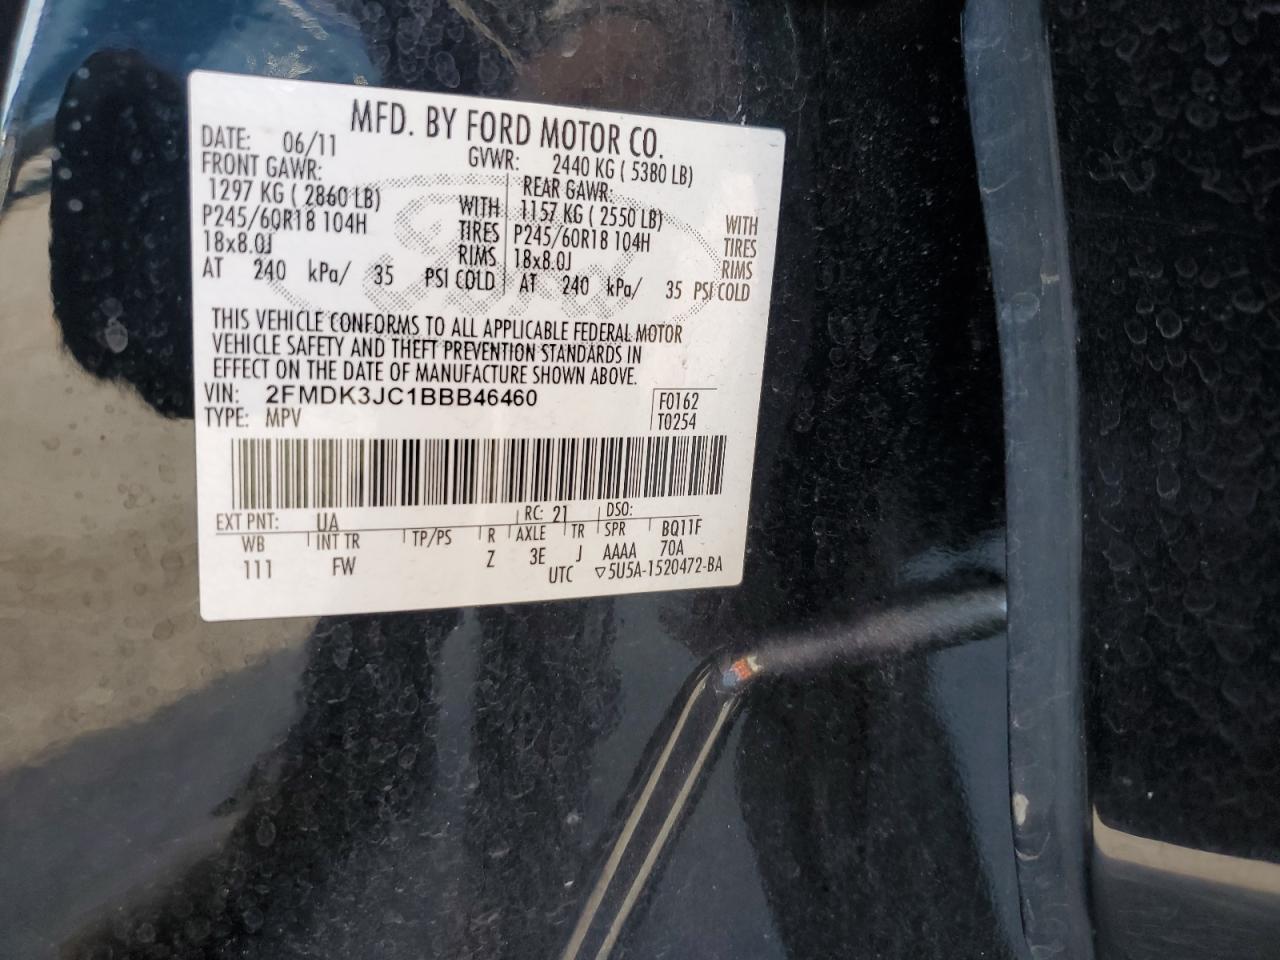 MFD. BY FORD MOTOR CO.
DATE: 06/11 GVWR: 2440 KG ( 5380 LB)
FRONT GAWR: REAR GAWR:
1297 KG ( 2860 LB) WITH 1157 KG ( 2550 LB) WITH
P245/60R18 104H TIRES P245/60R18 104H TIRES
18x8.0J RIMS 18x8.0J RIMS
AT 240 kPa/ 35 PSI COLD AT 240 kPa/ 35 PSI COLD
THIS VEHICLE CONFORMS TO ALL APPLICABLE FEDERAL MOTOR
VEHICLE SAFETY AND THEFT PREVENTION STANDARDS IN
EFFECT ON THE DATE OF MANUFACTURE SHOWN ABOVE.
VIN: 2FMDK3JC1BBB46460 F0162
TYPE: MPV T0254
EXT PNT: UA RC: 21 DSO:
WB INT TR TP/PS R AXLE TR SPR BQ11F
111 FW Z 3E J AAAA 70A
UTC ▽5U5A-1520472-BA